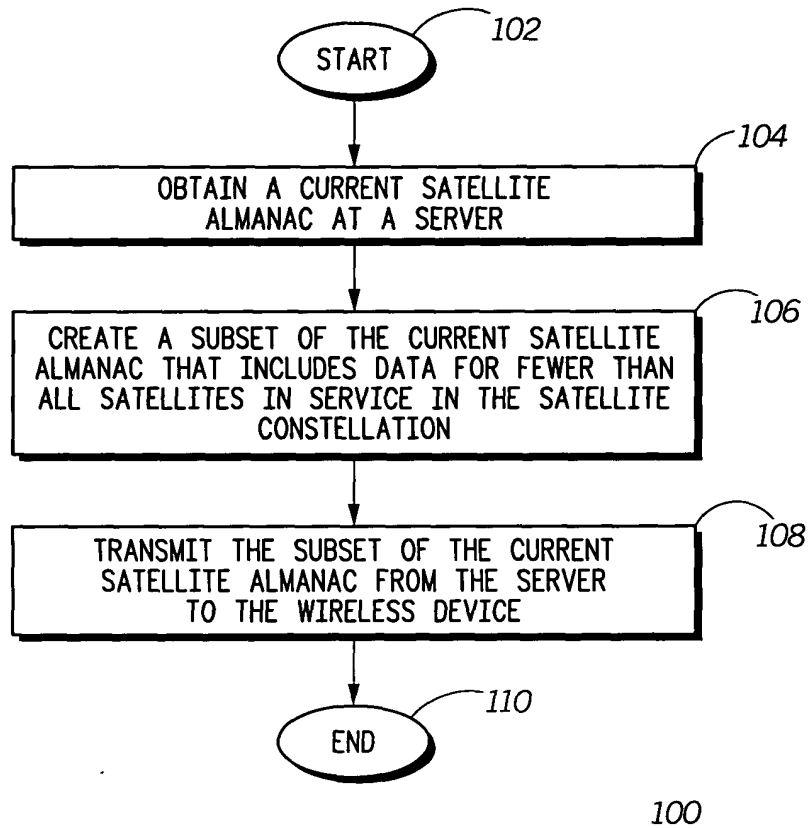 START
102
104
OBTAIN A CURRENT SATELLITE
ALMANAC AT A SERVER
106
CREATE A SUBSET OF THE CURRENT SATELLITE
ALMANAC THAT INCLUDES DATA FOR FEWER THAN
ALL SATELLITES IN SERVICE IN THE SATELLITE
CONSTELLATION
108
TRANSMIT THE SUBSET OF THE CURRENT
SATELLITE ALMANAC FROM THE SERVER
TO THE WIRELESS DEVICE
110
END
100